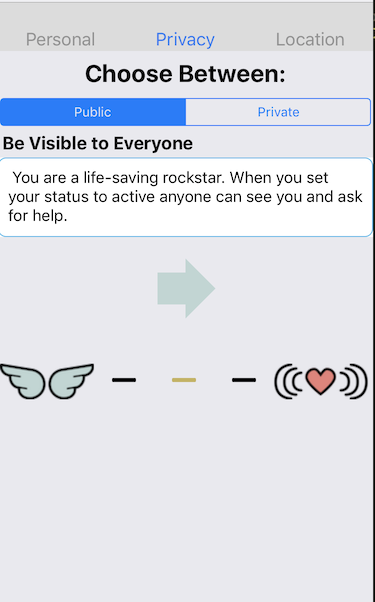 Personal Privacy Location
Choose Between:
Public Private
Be Visible to Everyone
You are a life-saving rockstar. When you set
your status to active anyone can see you and ask
for help.